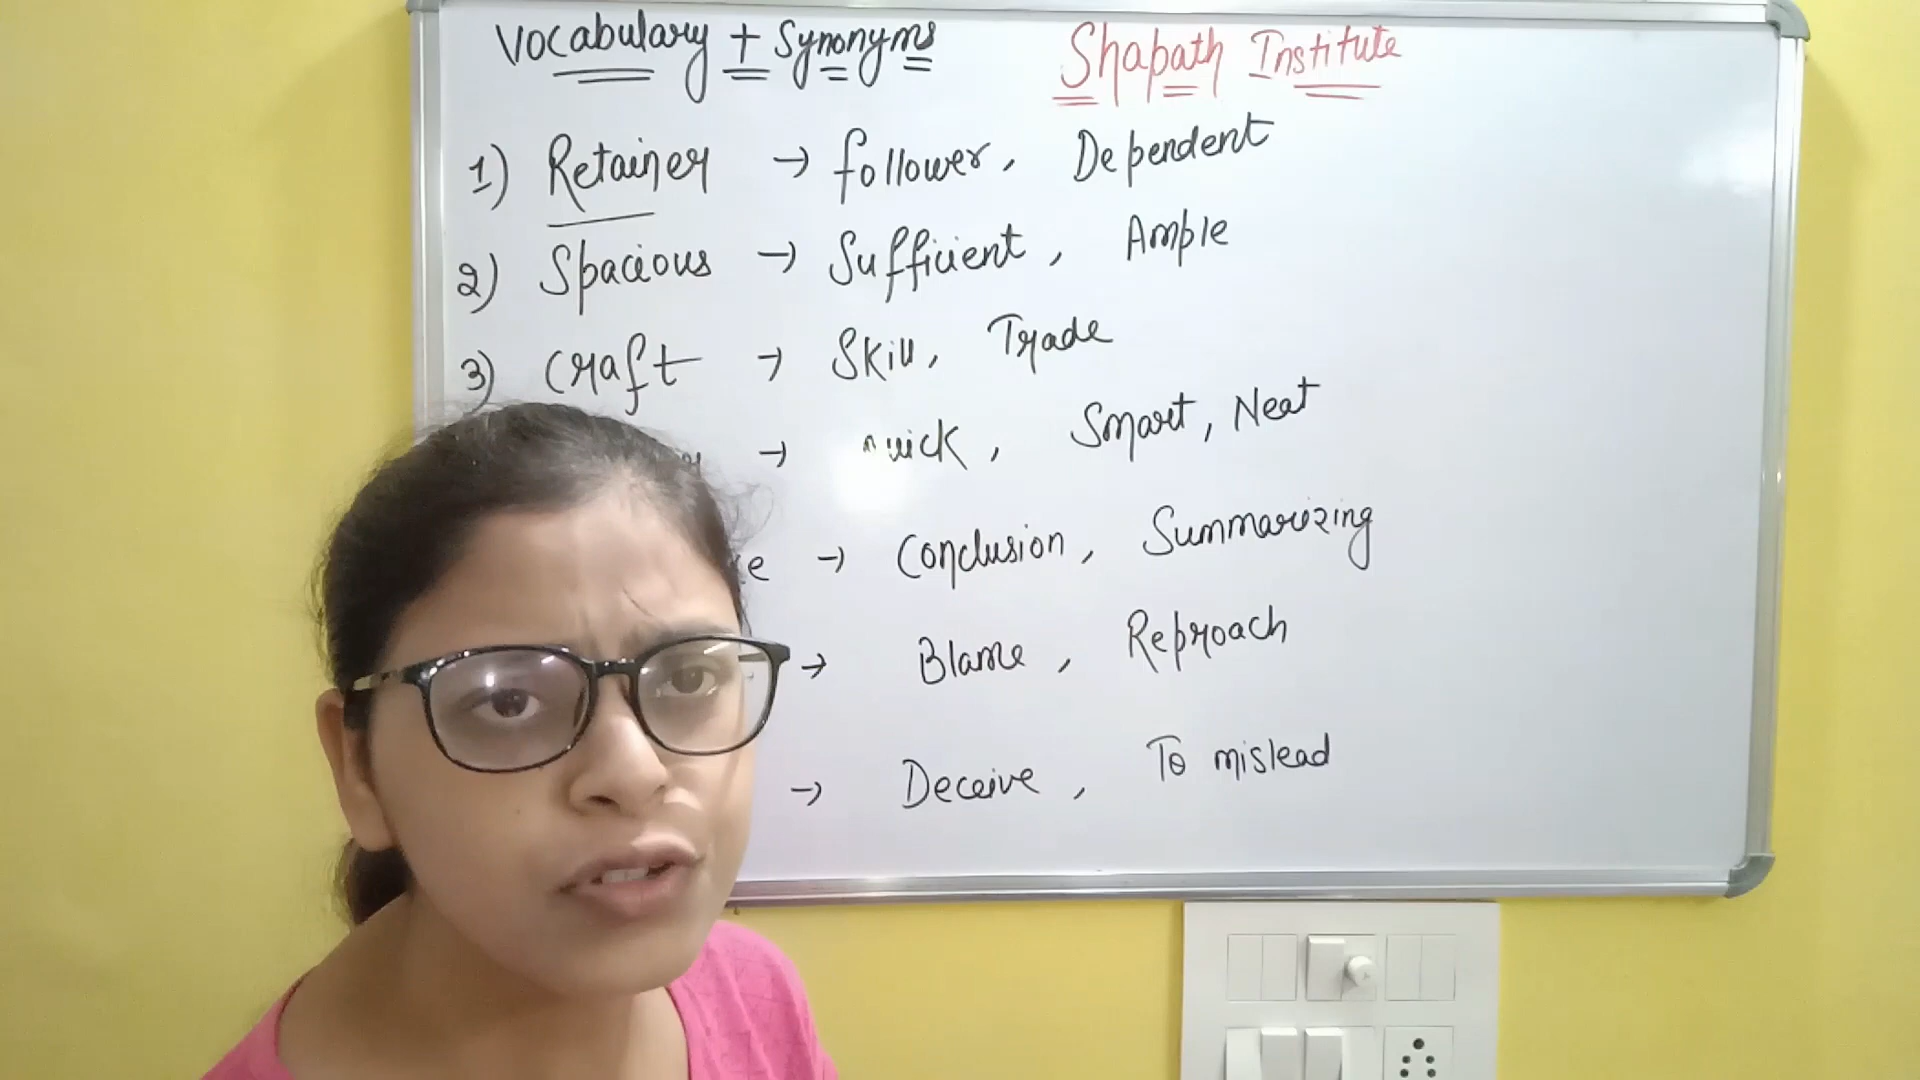 Vocabulary + Synonyms Shapath Institute
1) Retainer → follower, Dependent
2) Spacious → Sufficient, Ample
3) Craft → Skill, Trade
→ Smart, Neat
→ Conclusion, Summarizing
→ Blame, Reproach
→ Deceive, To mislead